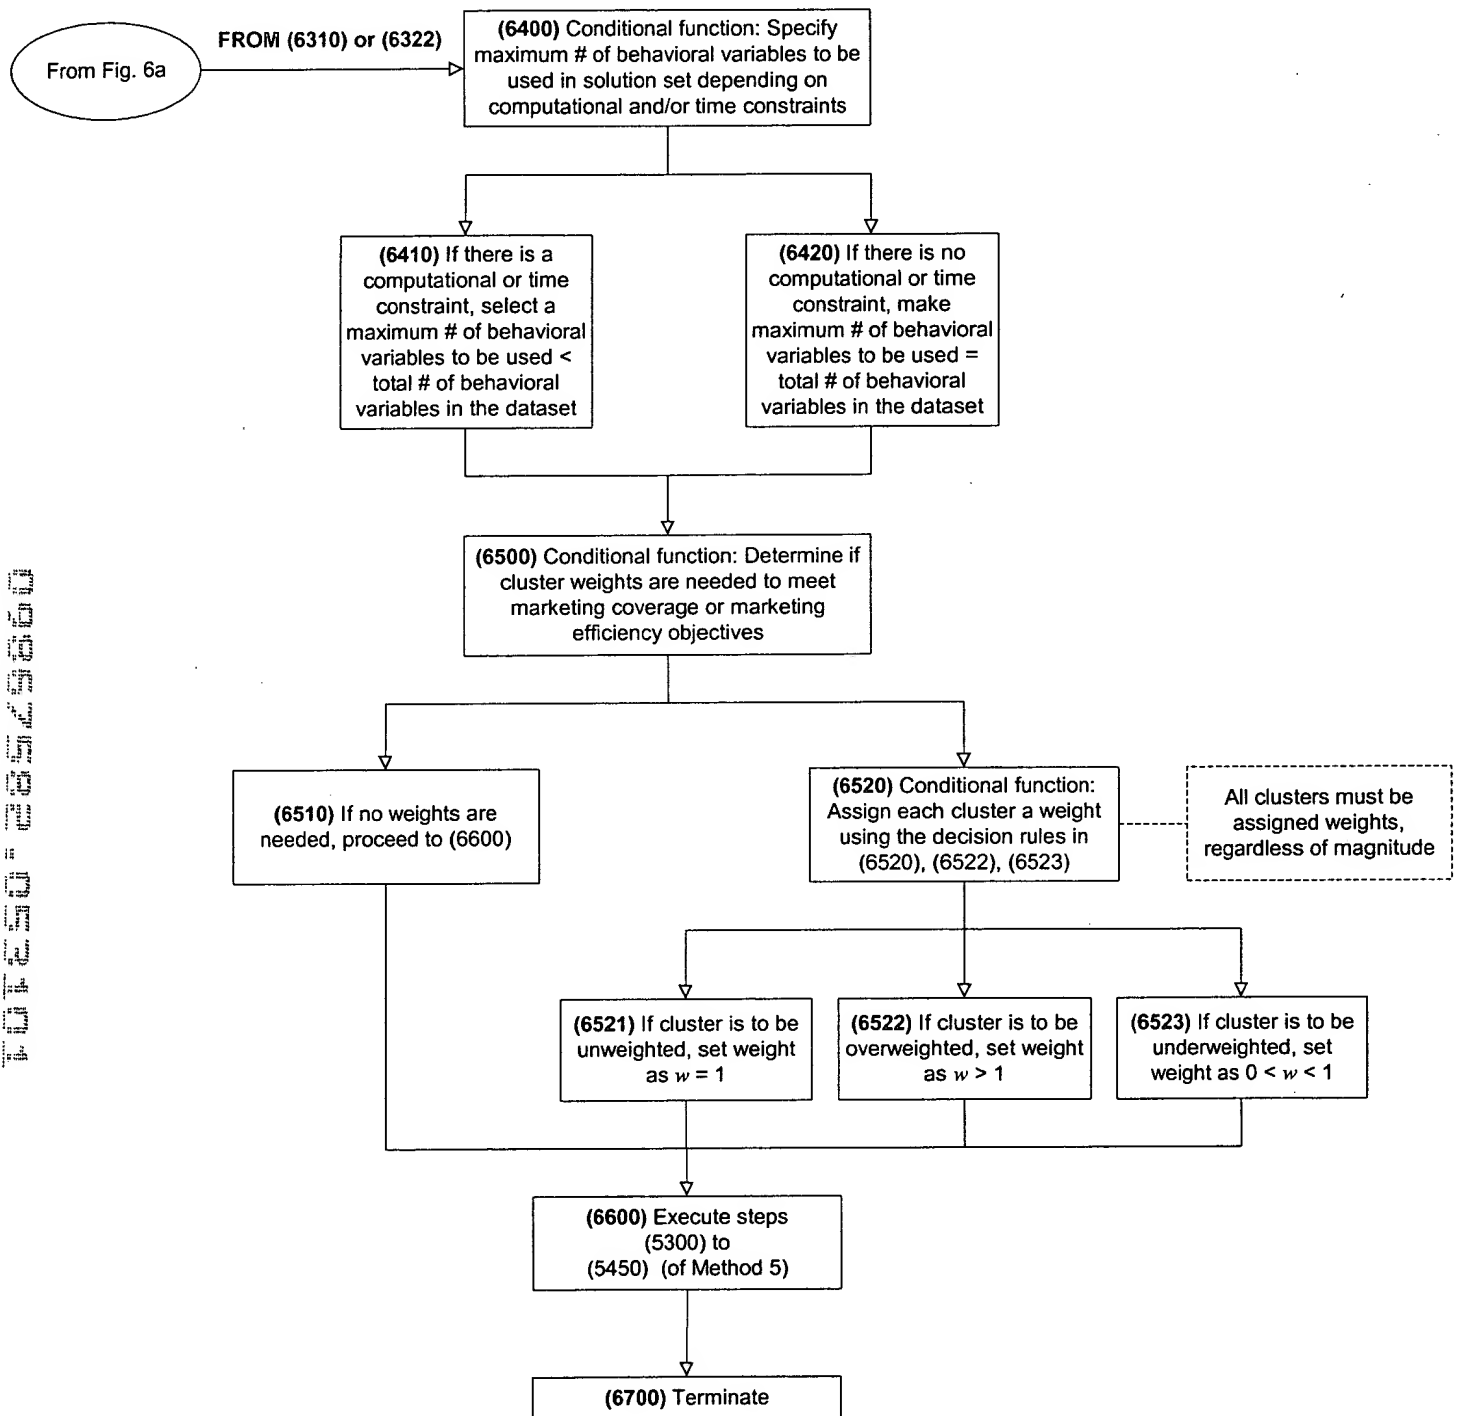 From Fig. 6a
FROM (6310) or (6322)
(6400) Conditional function: Specify
maximum # of behavioral variables to be
used in solution set depending on
computational and/or time constraints
(6410) If there is a
computational or time
constraint, select a
maximum # of behavioral
variables to be used <
total # of behavioral
variables in the dataset
(6420) If there is no
computational or time
constraint, make
maximum # of behavioral
variables to be used =
total # of behavioral
variables in the dataset
(6500) Conditional function: Determine if
cluster weights are needed to meet
marketing coverage or marketing
efficiency objectives
(6510) If no weights are
needed, proceed to (6600)
(6520) Conditional function:
Assign each cluster a weight
using the decision rules in
(6520), (6522), (6523)
All clusters must be
assigned weights,
regardless of magnitude
(6521) If cluster is to be
unweighted, set weight
as w = 1
(6522) If cluster is to be
overweighted, set weight
as w > 1
(6523) If cluster is to be
underweighted, set
weight as 0 < w < 1
(6600) Execute steps
(5300) to
(5450) (of Method 5)
(6700) Terminate
09957582.053101